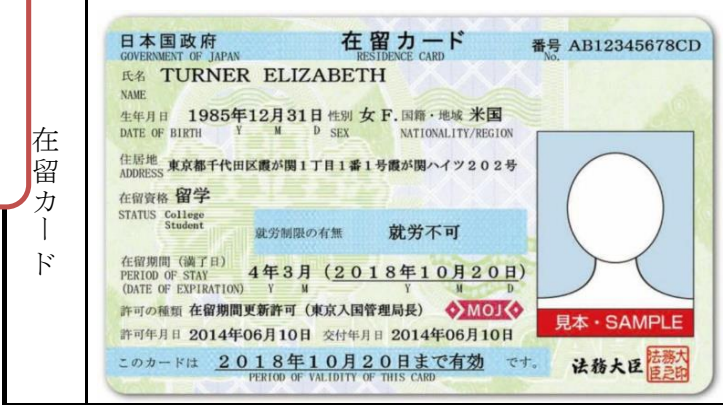 在留カード
日本国政府 在留カード 番号 AB12345678CD
GOVERNMENT OF JAPAN RESIDENCE CARD No.
氏名 TURNER ELIZABETH
NAME
生年月日 1985年12月31日 性別 女 F. 国籍・地域 米国
DATE OF BIRTH Y M D SEX NATIONALITY/REGION
住居地 東京都千代田区霞が関1丁目1番1号霞が関ハイツ202号
ADDRESS
在留資格 留学
STATUS College
Student
就労制限の有無 就労不可
在留期間(満了日)
PERIOD OF STAY 4年3月(2018年10月20日)
(DATE OF EXPIRATION) Y M Y M D
許可の種類 在留期間更新許可(東京入国管理局長) MOJ
見本・SAMPLE
許可年月日 2014年06月10日 交付年月日 2014年06月10日
このカードは 2018年10月20日まで有効 です。
PERIOD OF VALIDITY OF THIS CARD
法務大臣 法務大臣之印